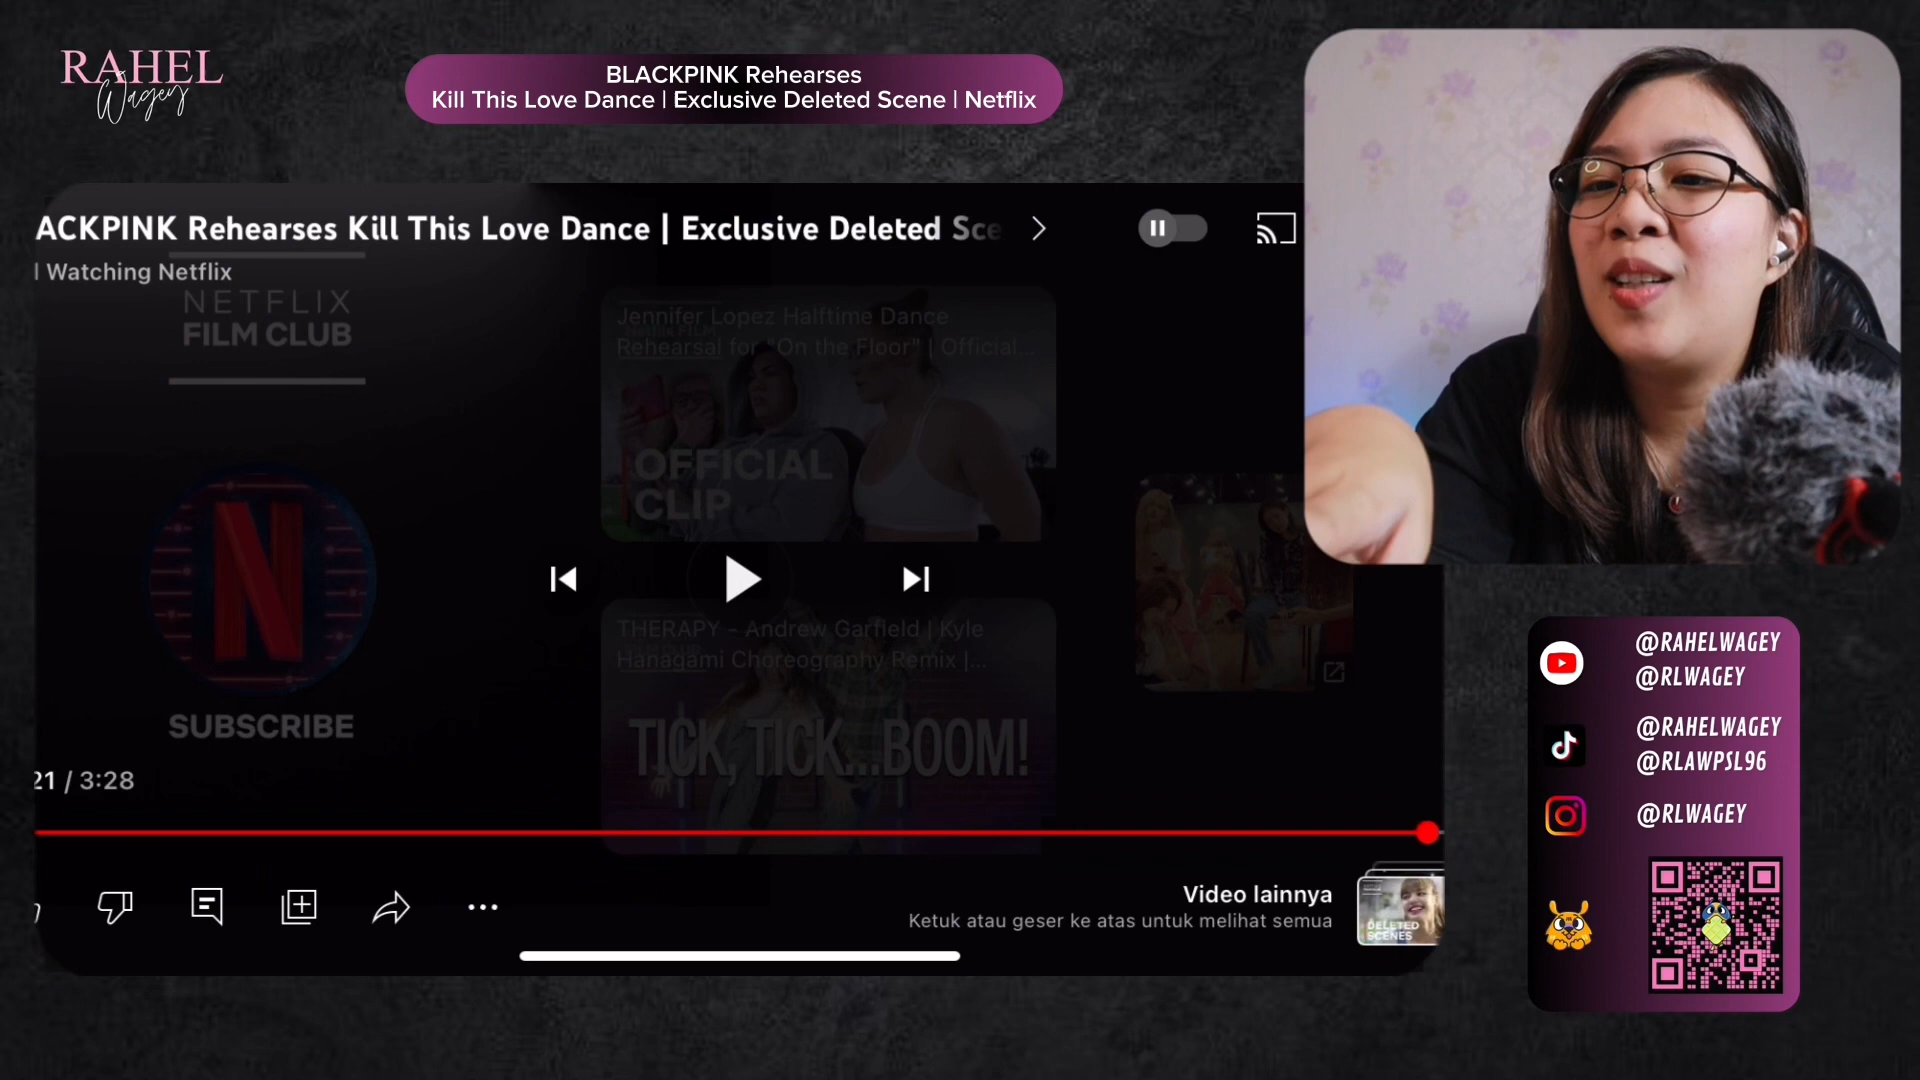 RAHEL
Wagey
BLACKPINK Rehearses
Kill This Love Dance | Exclusive Deleted Scene | Netflix
ACKPINK Rehearses Kill This Love Dance | Exclusive Deleted Sce
l Watching Netflix
NETFLIX
FILM CLUB
Jennifer Lopez Halftime Dance
Rehearsal for "On the Floor" | Official...
OFFICIAL
CLIP
THERAPY - Andrew Garfield | Kyle
Hanagami Choreography Remix |...
TICK, TICK...BOOM!
SUBSCRIBE
21 / 3:28
Video lainnya
Ketuk atau geser ke atas untuk melihat semua
DELETED
SCENES
@RAHELWAGEY
@RLWAGEY
@RAHELWAGEY
@RLAWPSL96
@RLWAGEY